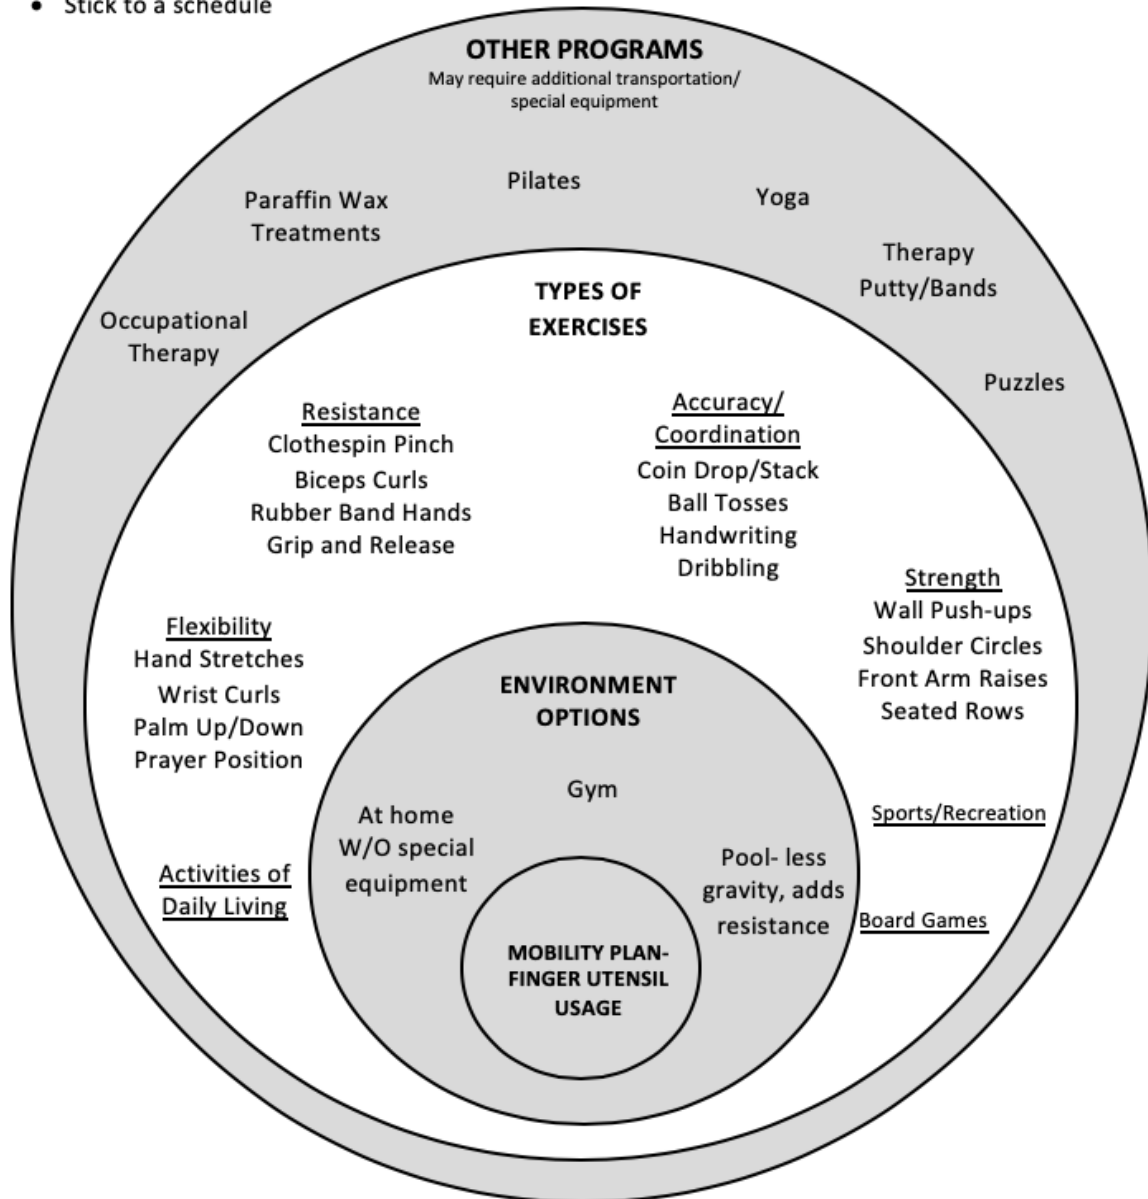 • Stick to a schedule
OTHER PROGRAMS
May require additional transportation/
special equipment
Pilates
Paraffin Wax
Treatments
Yoga
Therapy
Putty/Bands
Occupational
Therapy
Puzzles
TYPES OF
EXERCISES
Resistance
Clothespin Pinch
Biceps Curls
Rubber Band Hands
Grip and Release
Accuracy/
Coordination
Coin Drop/Stack
Ball Tosses
Handwriting
Dribbling
Strength
Wall Push-ups
Shoulder Circles
Front Arm Raises
Seated Rows
Flexibility
Hand Stretches
Wrist Curls
Palm Up/Down
Prayer Position
Sports/Recreation
Activities of
Daily Living
Board Games
ENVIRONMENT
OPTIONS
Gym
At home
W/O special
equipment
Pool- less
gravity, adds
resistance
MOBILITY PLAN-
FINGER UTENSIL
USAGE